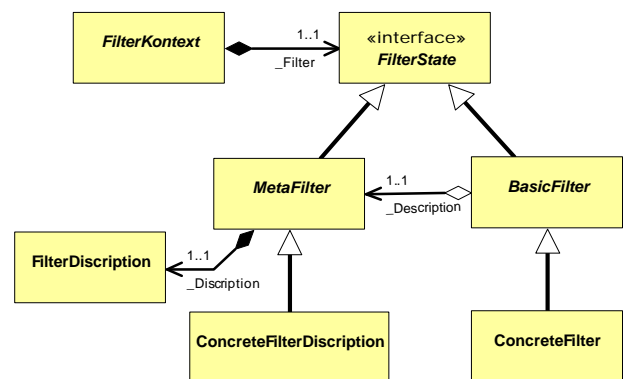 FilterKontext
1..1
_Filter
«interface»
FilterState
MetaFilter
1..1
_Description
BasicFilter
FilterDiscription
1..1
_Discription
ConcreteFilterDiscription
ConcreteFilter